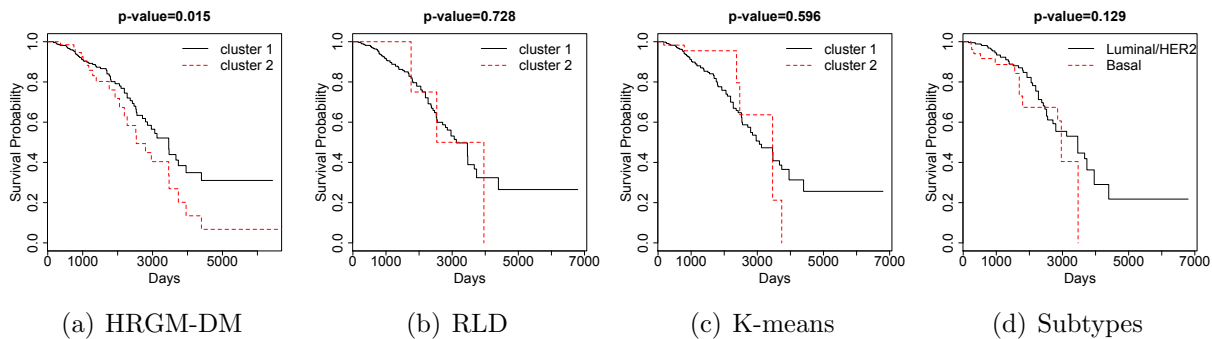 p-value=0.015
1.0
0.8
0.6
0.4
0.2
0.0
Survival Probability
cluster 1
cluster 2
0 1000 3000 5000
Days
(a) HRGM-DM
p-value=0.728
1.0
0.8
0.6
0.4
0.2
0.0
Survival Probability
cluster 1
cluster 2
0 1000 3000 5000 7000
Days
(b) RLD
p-value=0.596
1.0
0.8
0.6
0.4
0.2
0.0
Survival Probability
cluster 1
cluster 2
0 1000 3000 5000 7000
Days
(c) K-means
p-value=0.129
1.0
0.8
0.6
0.4
0.2
0.0
Survival Probability
Luminal/HER2
Basal
0 1000 3000 5000 7000
Days
(d) Subtypes